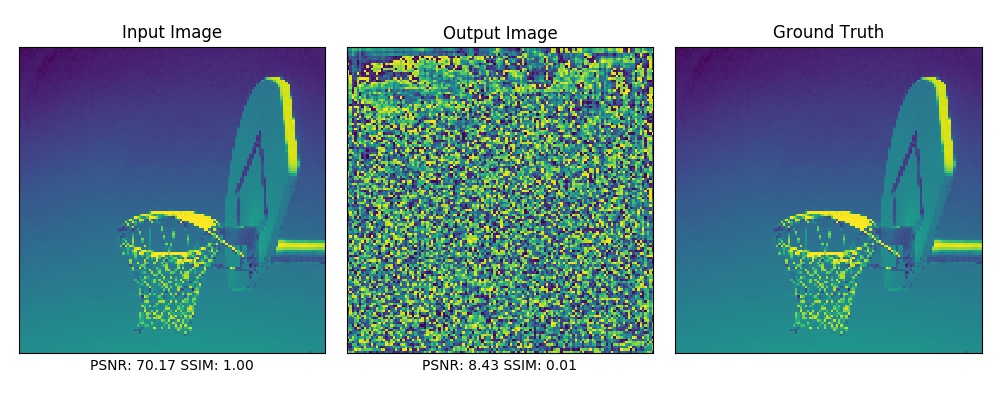 Input Image
Output Image
Ground Truth
PSNR: 70.17 SSIM: 1.00
PSNR: 8.43 SSIM: 0.01